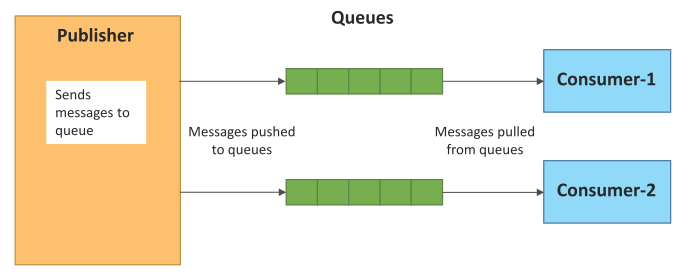 Queues
Publisher
Sends
messages to
queue
Messages pushed
to queues
Messages pulled
from queues
Consumer-1
Consumer-2